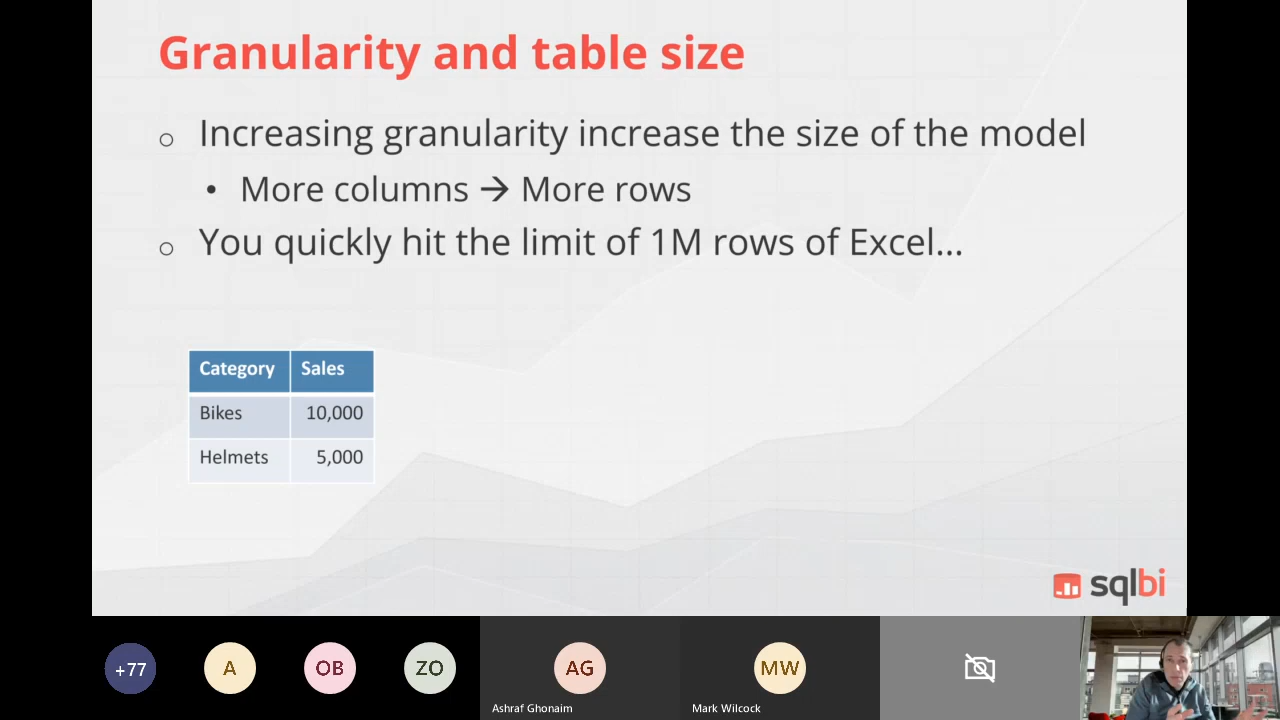 Granularity and table size
○ Increasing granularity increase the size of the model
• More columns → More rows
○ You quickly hit the limit of 1M rows of Excel...
Category Sales
Bikes 10,000
Helmets 5,000
sqlbi
+77 A OB ZO AG MW
Ashraf Ghonaim Mark Wilcock